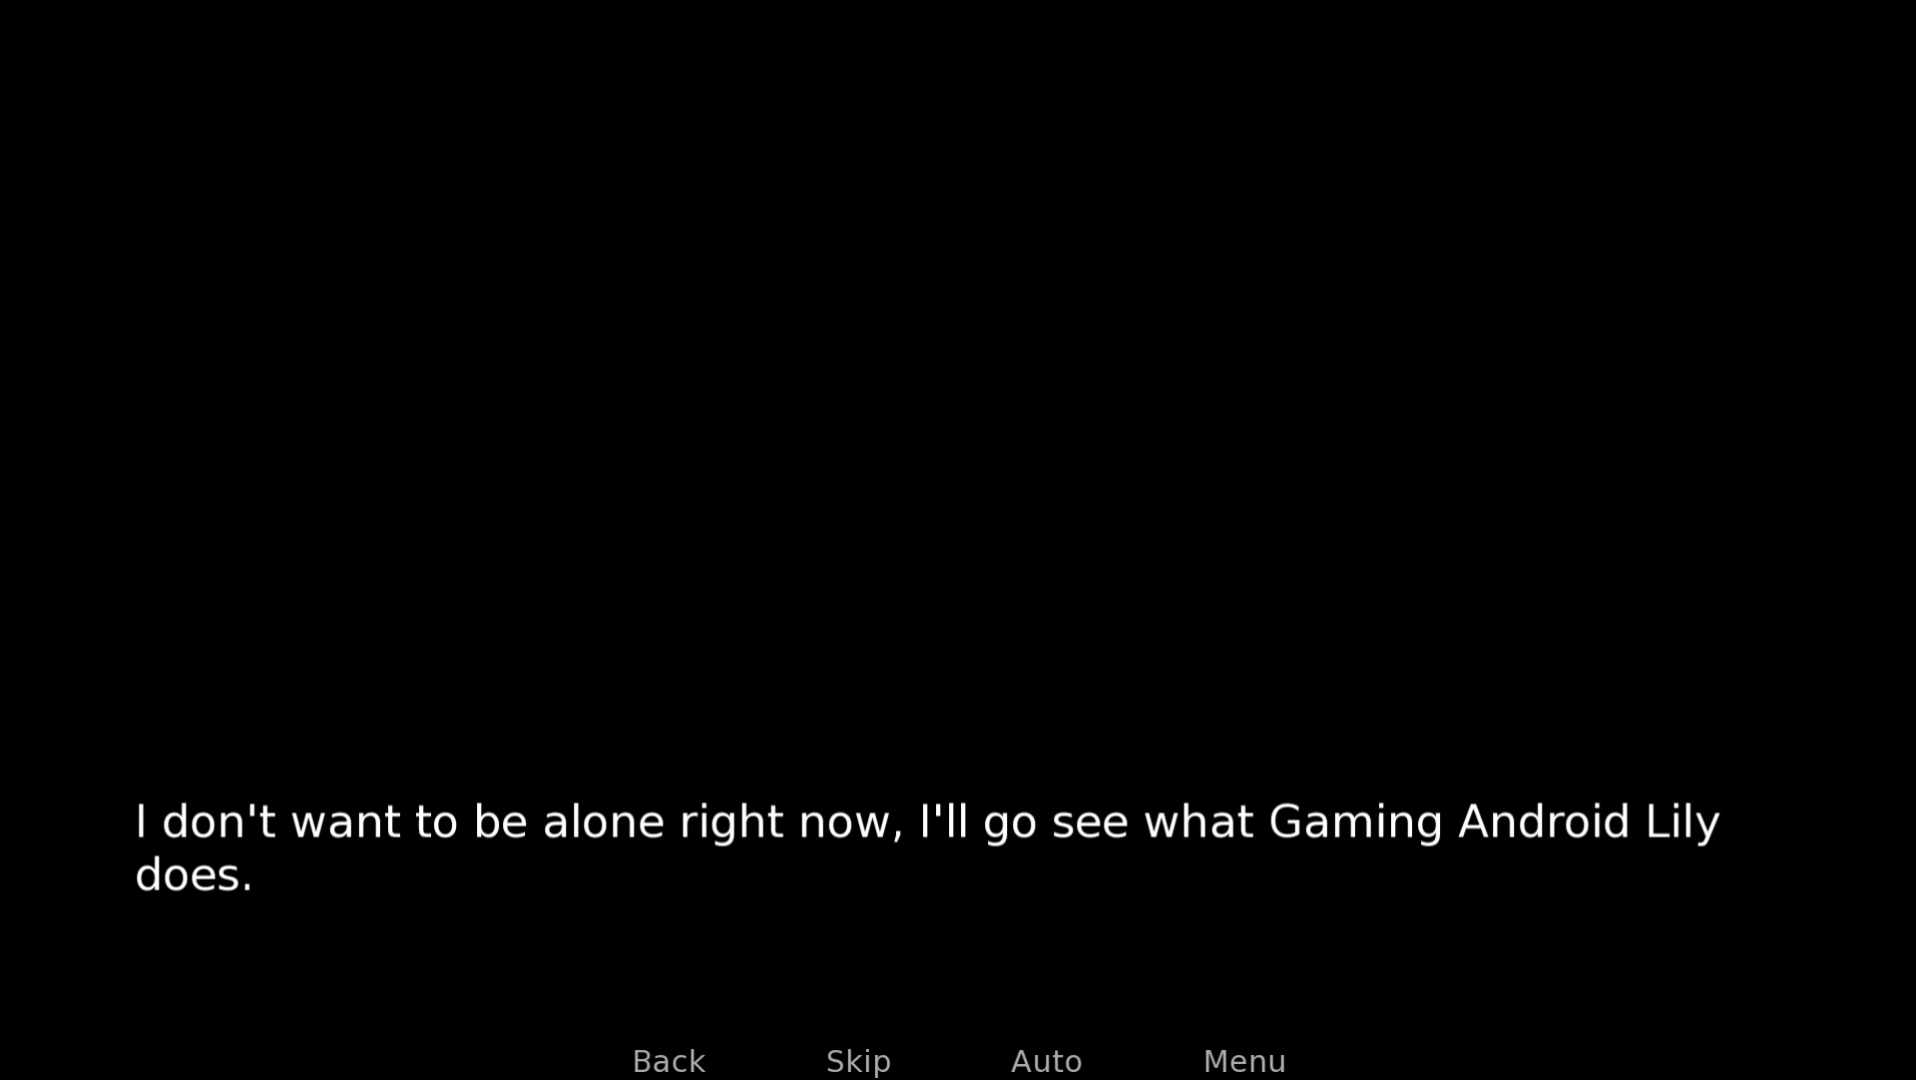 I don't want to be alone right now, I'll go see what Gaming Android Lily
does.
Back Skip Auto Menu